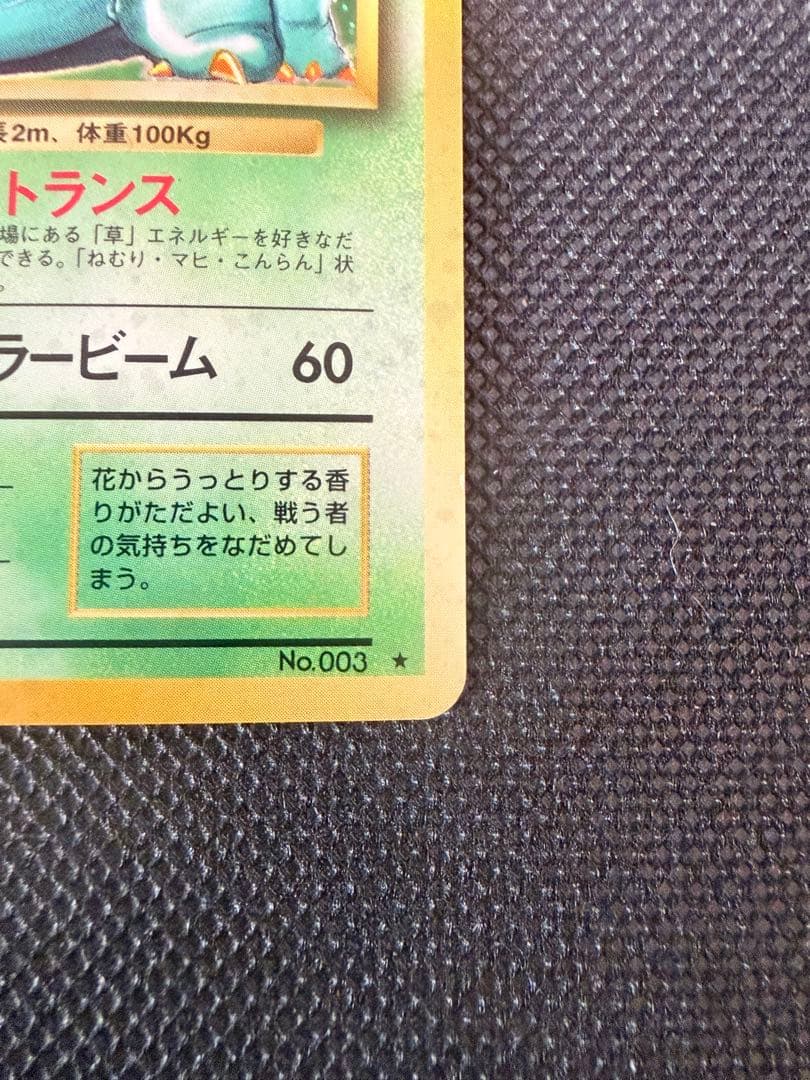 長2m、体重100Kg
トランス
場にある「草」エネルギーを好きなだ
できる。「ねむり・マヒ・こんらん」状
。
ラービーム 60
花からうっとりする香
りがただよい、戦う者
の気持ちをなだめてし
まう。
No.003 ★